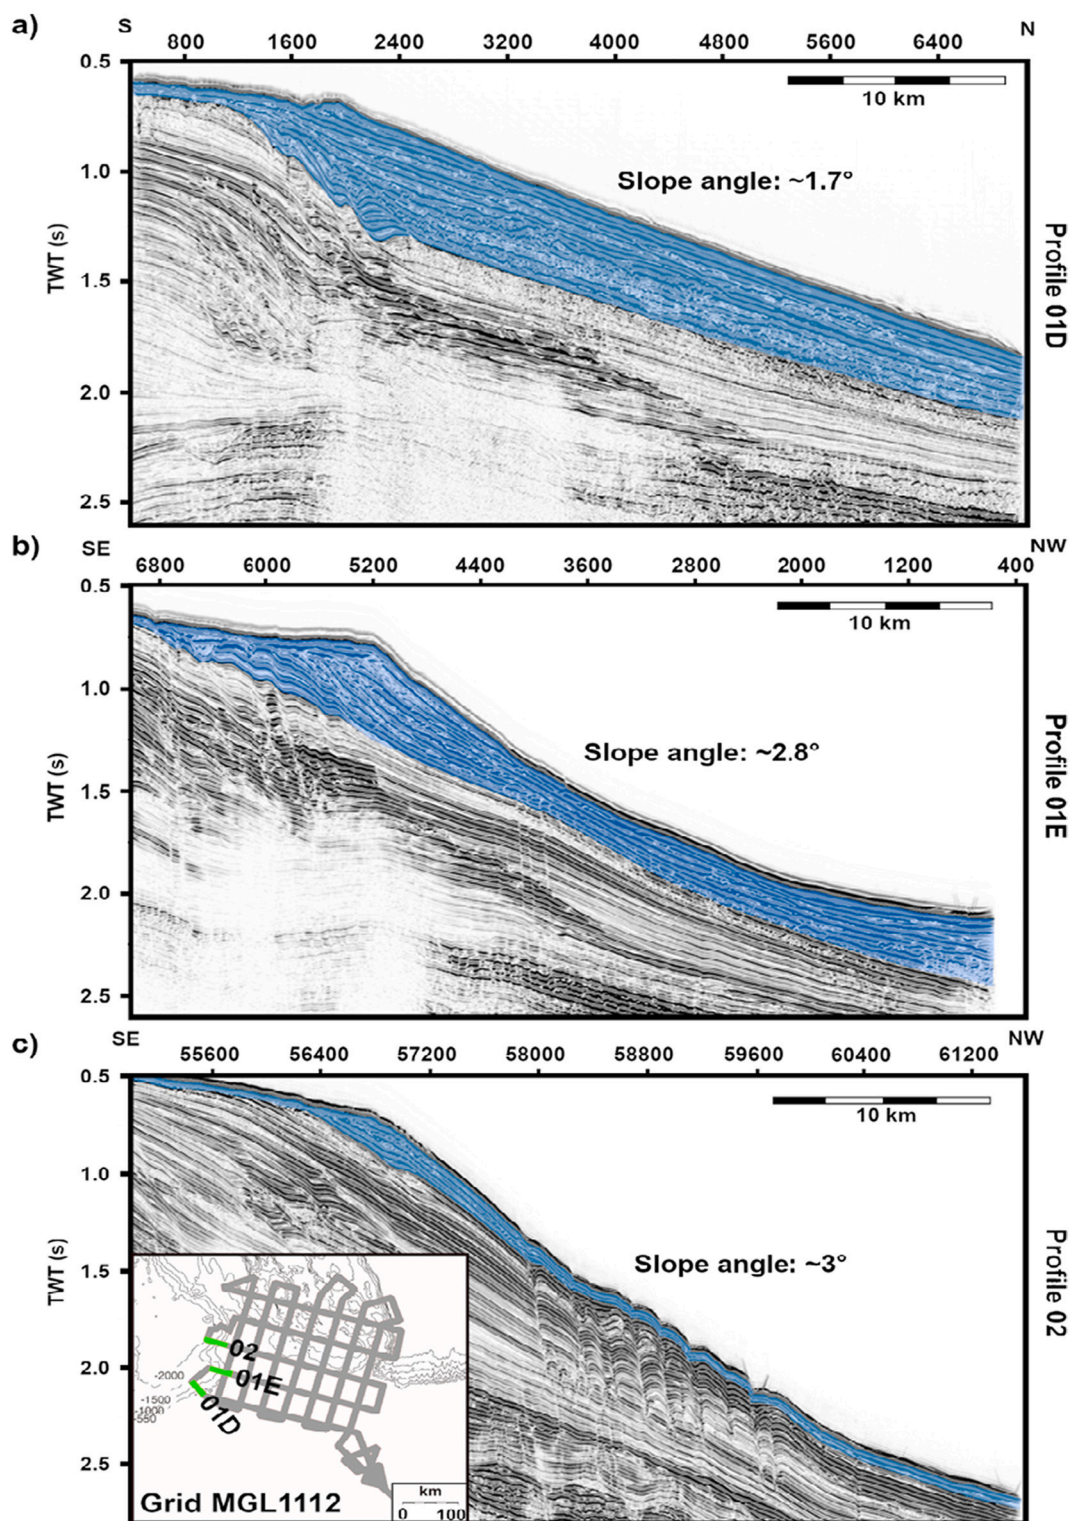 a)
S
N
800 1600 2400 3200 4000 4800 5600 6400
0.5
10 km
1.0
Slope angle: ~1.7°
TWT (s)
Profile 01D
1.5
2.0
2.5
b)
SE
NW
6800 6000 5200 4400 3600 2800 2000 1200 400
0.5
10 km
1.0
Slope angle: ~2.8°
TWT (s)
Profile 01E
1.5
2.0
2.5
c)
SE
NW
55600 56400 57200 58000 58800 59600 60400 61200
0.5
10 km
1.0
Slope angle: ~3°
TWT (s)
Profile 02
1.5
2.0
2.5
02
01E
01D
-2000
-1500
-1000
-550
Grid MGL1112
km
0 100